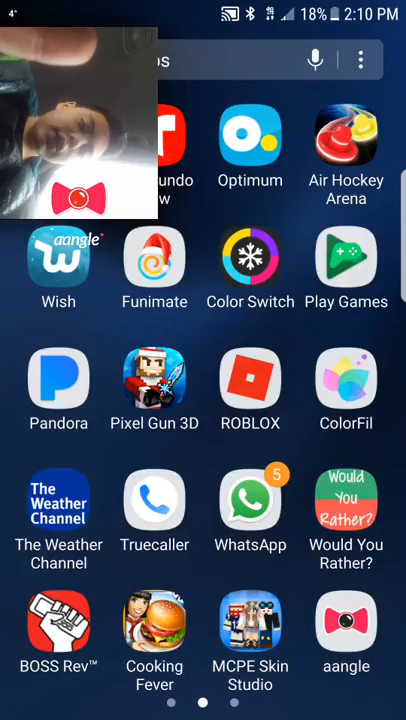 4°
18% 2:10 PM
os
undo
w
Optimum
Air Hockey
Arena
aangle
Wish
Funimate
Color Switch
Play Games
Pandora
Pixel Gun 3D
ROBLOX
ColorFil
The
Weather
Channel
5
Would
You
Rather?
The Weather
Channel
Truecaller
WhatsApp
Would You
Rather?
BOSS Rev™
Cooking
Fever
MCPE Skin
Studio
aangle